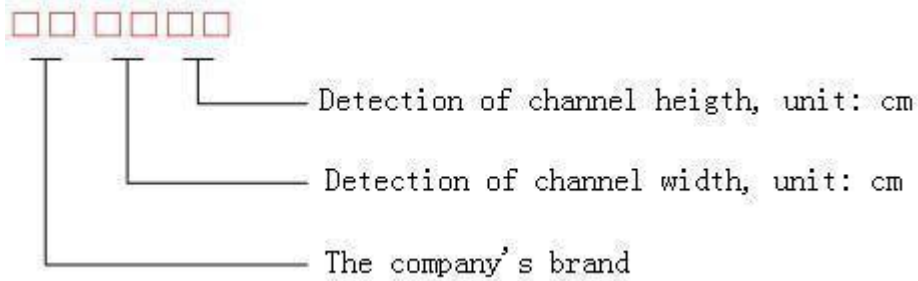 □□ □□□□
Detection of channel heigth, unit: cm
Detection of channel width, unit: cm
The company's brand